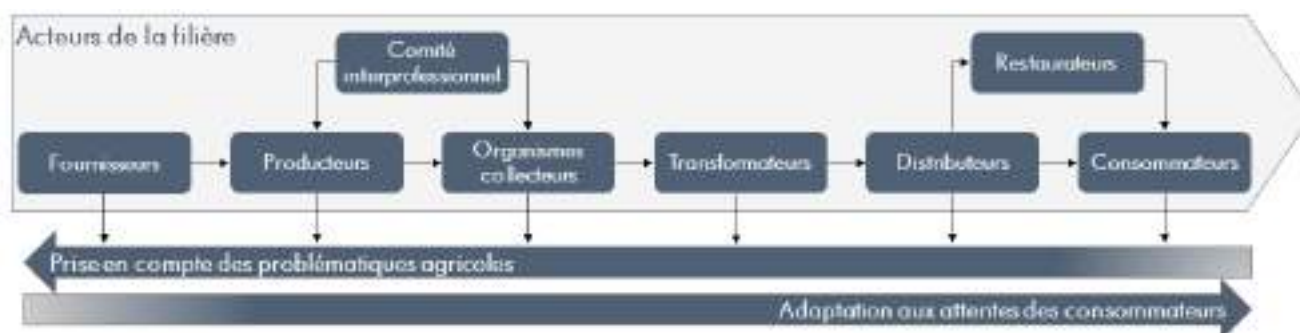 Acteurs de la filière
Comité
interprofessionnel
Restaurateurs
Fournisseurs
Producteurs
Organismes
collecteurs
Transformateurs
Distributeurs
Consommateurs
Prise en compte des problématiques agricoles
Adaptation aux attentes des consommateurs